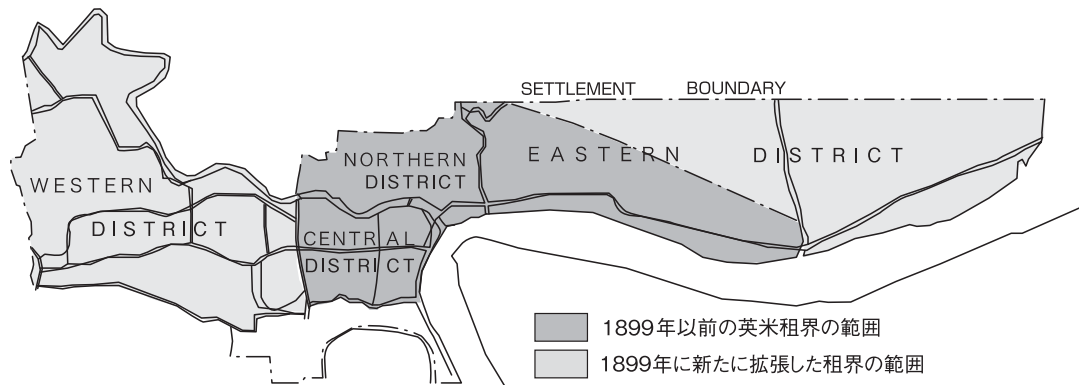 SETTLEMENT BOUNDARY
NORTHERN
DISTRICT
EASTERN DISTRICT
WESTERN
DISTRICT
CENTRAL
DISTRICT
1899年以前の英米租界の範囲
1899年に新たに拡張した租界の範囲